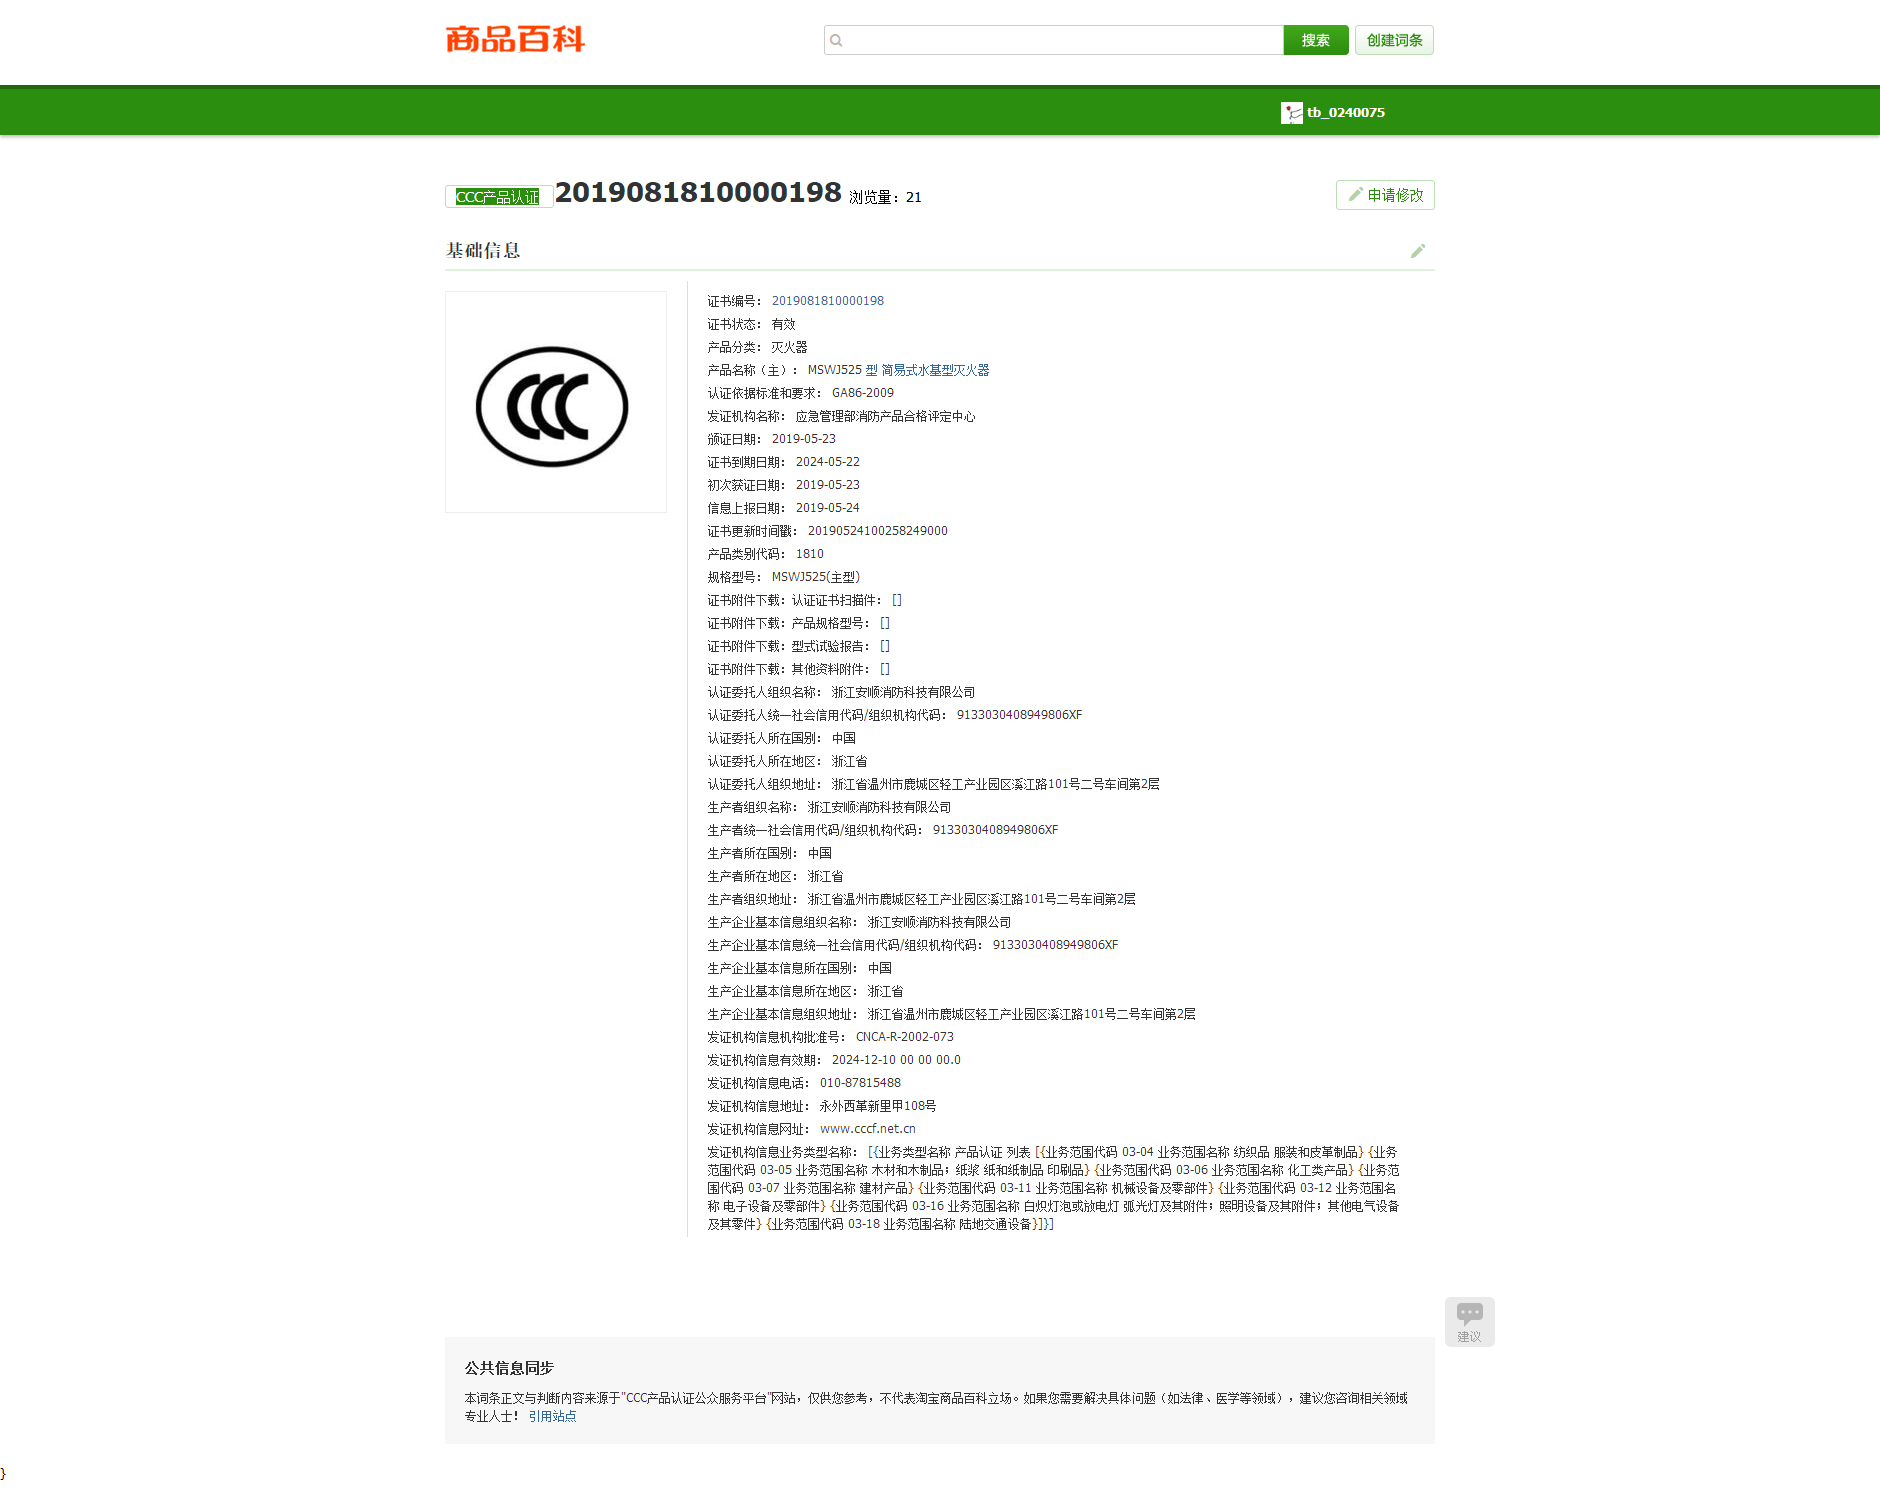 商品百科
搜索
创建词条
tb_0240075
CCC产品认证 2019081810000198 浏览量：21
申请修改
基础信息
CCC
证书编号： 2019081810000198
证书状态： 有效
产品分类： 灭火器
产品名称（主）： MSWJ525 型 简易式水基型灭火器
认证依据标准和要求： GA86-2009
发证机构名称： 应急管理部消防产品合格评定中心
颁证日期： 2019-05-23
证书到期日期： 2024-05-22
初次获证日期： 2019-05-23
信息上报日期： 2019-05-24
证书更新时间戳： 20190524100258249000
产品类别代码： 1810
规格型号： MSWJ525(主型)
证书附件下载：认证证书扫描件： []
证书附件下载：产品规格型号： []
证书附件下载：型式试验报告： []
证书附件下载：其他资料附件： []
认证委托人组织名称： 浙江安顺消防科技有限公司
认证委托人统一社会信用代码/组织机构代码： 9133030408949806XF
认证委托人所在国别： 中国
认证委托人所在地区： 浙江省
认证委托人组织地址： 浙江省温州市鹿城区轻工产业园区溪江路101号二号车间第2层
生产者组织名称： 浙江安顺消防科技有限公司
生产者统一社会信用代码/组织机构代码： 9133030408949806XF
生产者所在国别： 中国
生产者所在地区： 浙江省
生产者组织地址： 浙江省温州市鹿城区轻工产业园区溪江路101号二号车间第2层
生产企业基本信息组织名称： 浙江安顺消防科技有限公司
生产企业基本信息统一社会信用代码/组织机构代码： 9133030408949806XF
生产企业基本信息所在国别： 中国
生产企业基本信息所在地区： 浙江省
生产企业基本信息组织地址： 浙江省温州市鹿城区轻工产业园区溪江路101号二号车间第2层
发证机构信息机构批准号： CNCA-R-2002-073
发证机构信息有效期： 2024-12-10 00 00 00.0
发证机构信息电话： 010-87815488
发证机构信息地址： 永外西革新里甲108号
发证机构信息网址： www.cccf.net.cn
发证机构信息业务类型名称： [{业务类型名称 产品认证 列表 [{业务范围代码 03-04 业务范围名称 纺织品 服装和皮革制品} {业务
范围代码 03-05 业务范围名称 木材和木制品；纸浆 纸和纸制品 印刷品} {业务范围代码 03-06 业务范围名称 化工类产品} {业务范
围代码 03-07 业务范围名称 建材产品} {业务范围代码 03-11 业务范围名称 机械设备及零部件} {业务范围代码 03-12 业务范围名
称 电子设备及零部件} {业务范围代码 03-16 业务范围名称 白炽灯泡或放电灯 弧光灯及其附件；照明设备及其附件；其他电气设备
及其零件} {业务范围代码 03-18 业务范围名称 陆地交通设备}]}]
建议
公共信息同步
本词条正文与判断内容来源于"CCC产品认证公众服务平台"网站，仅供您参考，不代表淘宝商品百科立场。如果您需要解决具体问题（如法律、医学等领域），建议您咨询相关领域
专业人士！ 引用站点
}